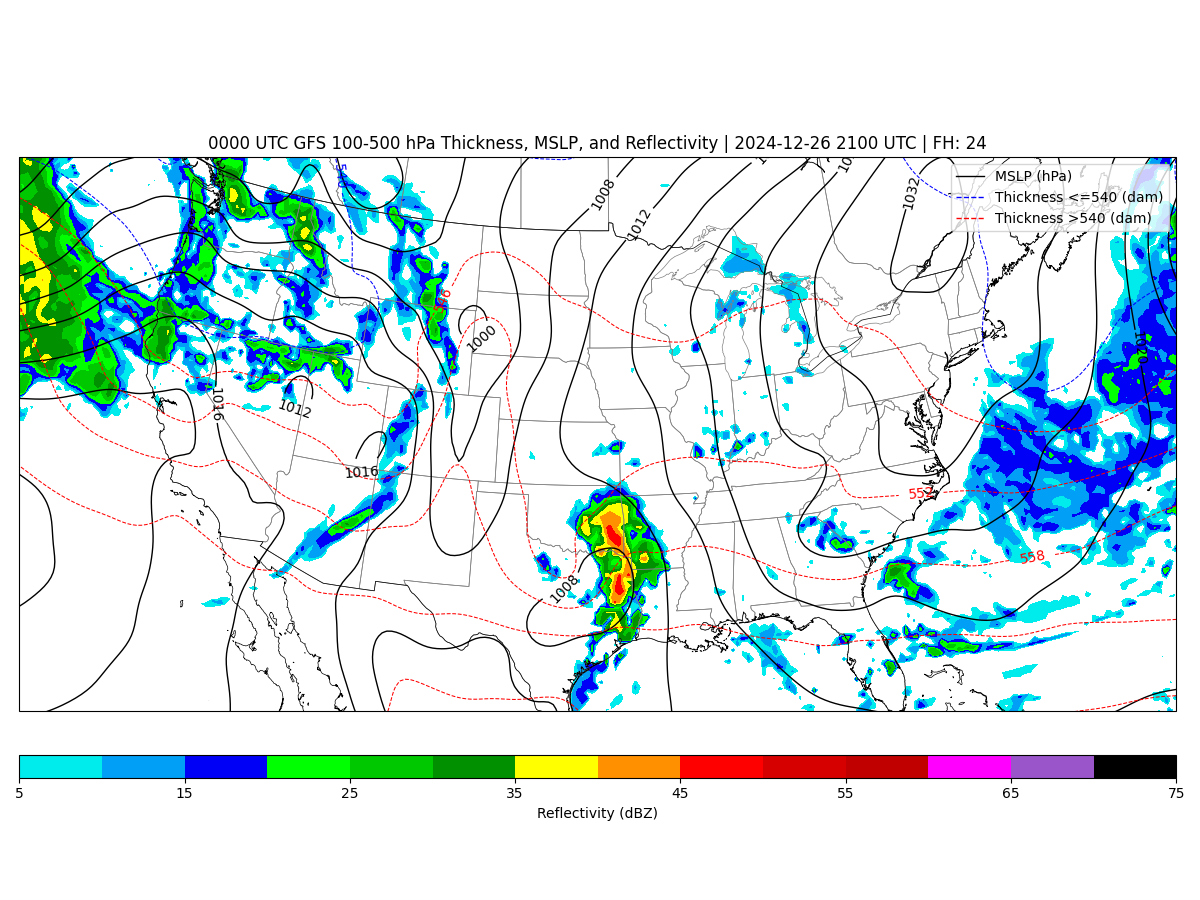 0000 UTC GFS 100-500 hPa Thickness, MSLP, and Reflectivity | 2024-12-26 2100 UTC | FH: 24
MSLP (hPa)
Thickness <=540 (dam)
Thickness >540 (dam)
540
1008
1012
1032
1000
1016
1012
1016
552
558
1008
5 15 25 35 45 55 65 75
Reflectivity (dBZ)